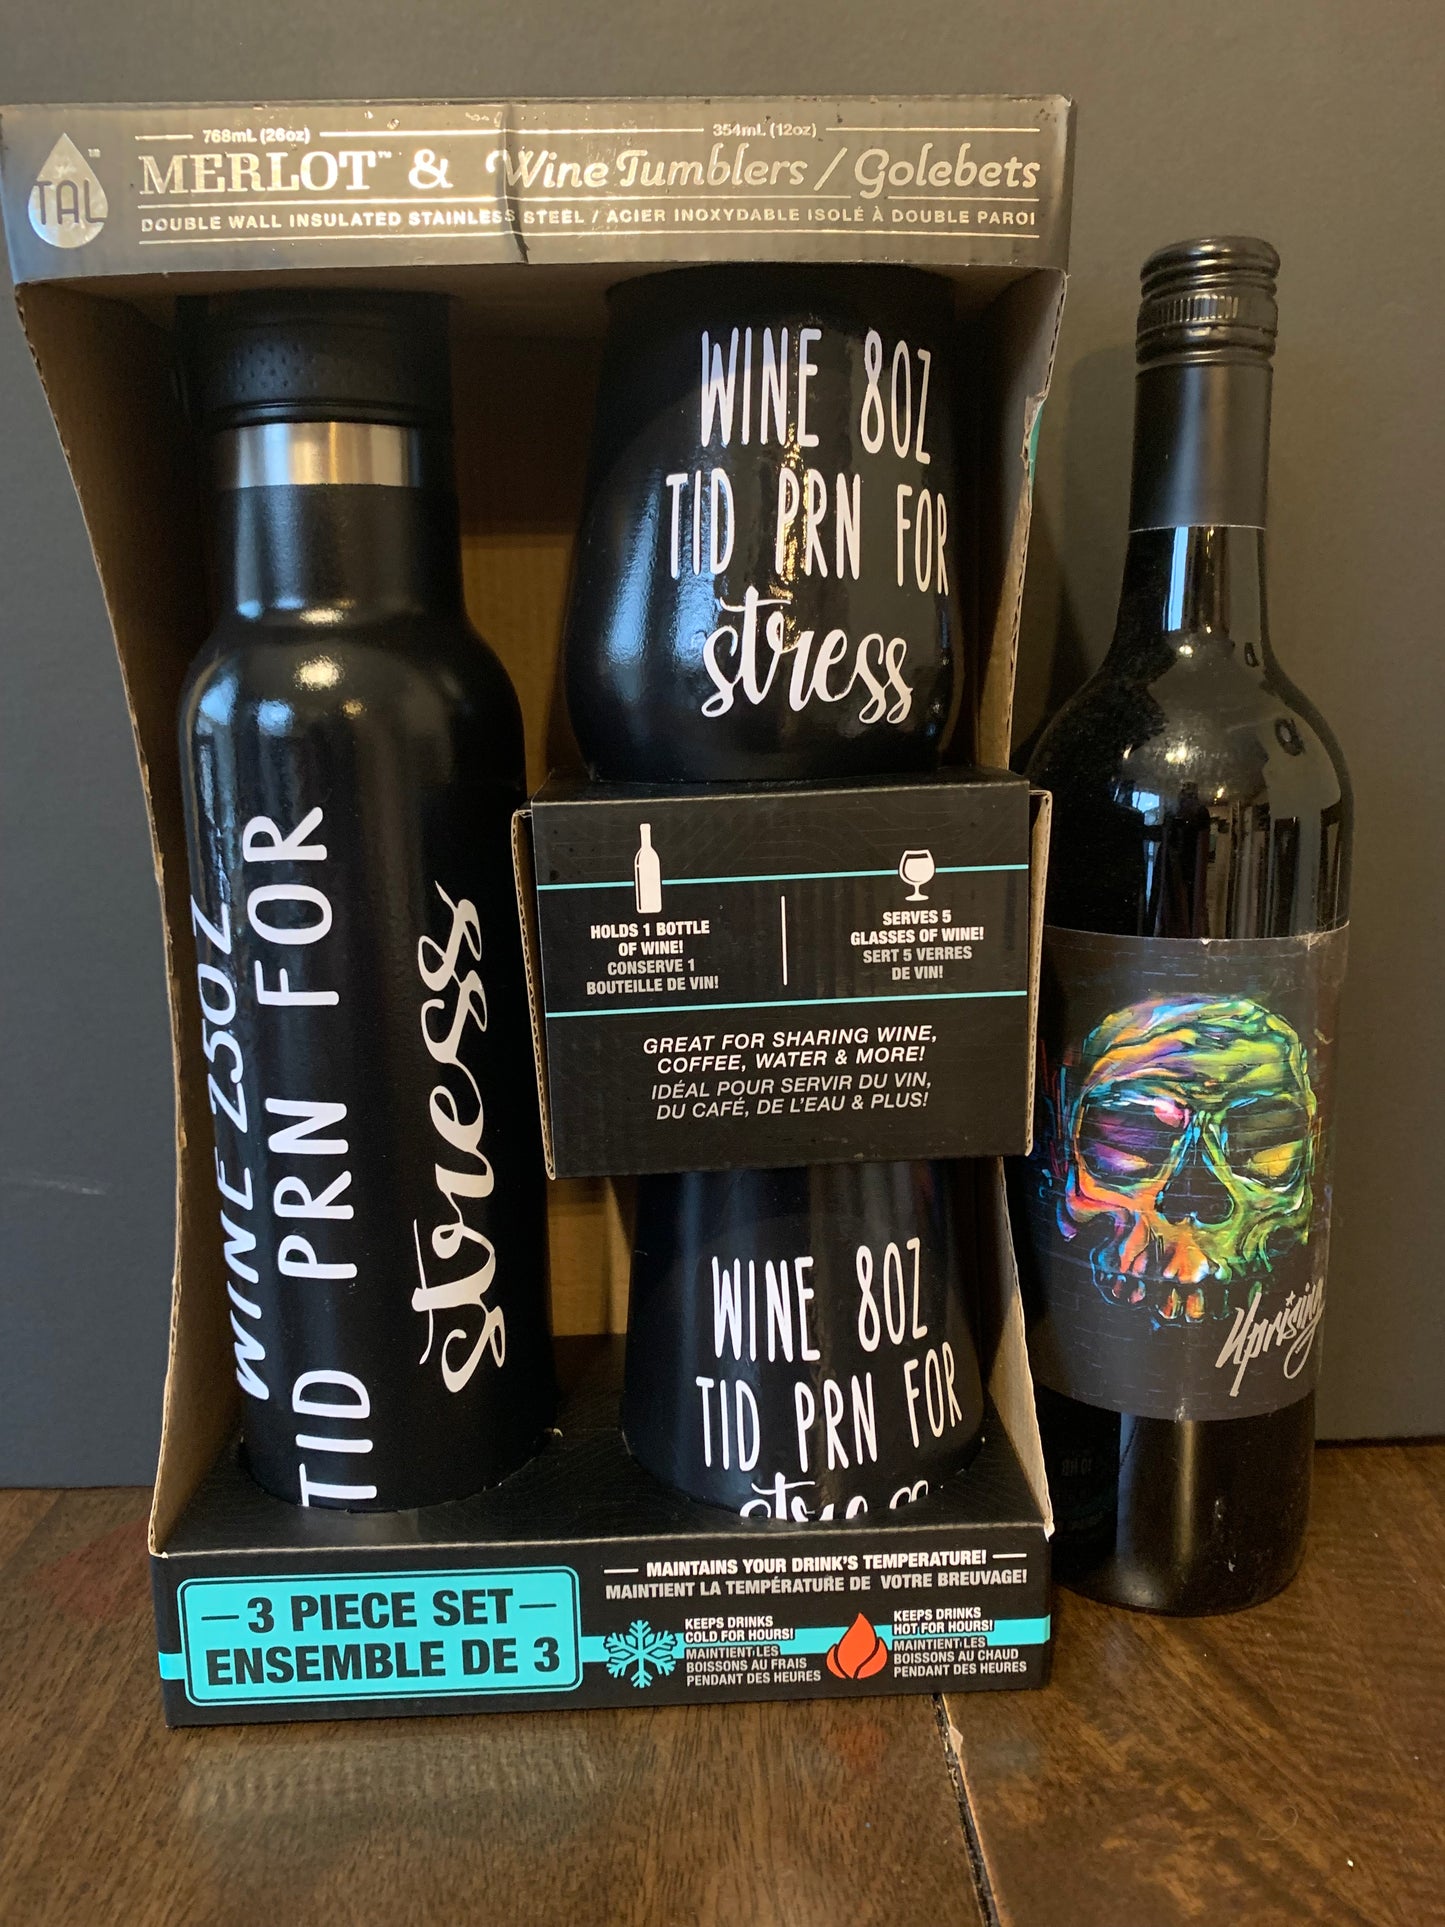 TAL™
768mL (26oz)
354mL (12oz)
MERLOT™ & Wine Tumblers / Golebets
DOUBLE WALL INSULATED STAINLESS STEEL / ACIER INOXYDABLE ISOLÉ À DOUBLE PAROI
WINE 25OZ
TID PRN FOR
stress
WINE 8OZ
TID PRN FOR
stress
HOLDS 1 BOTTLE
OF WINE!
CONSERVE 1
BOUTEILLE DE VIN!
SERVES 5
GLASSES OF WINE!
SERT 5 VERRES
DE VIN!
GREAT FOR SHARING WINE,
COFFEE, WATER & MORE!
IDÉAL POUR SERVIR DU VIN,
DU CAFÉ, DE L'EAU & PLUS!
WINE 8OZ
TID PRN FOR
stress
3 PIECE SET
ENSEMBLE DE 3
MAINTAINS YOUR DRINK'S TEMPERATURE!
MAINTIENT LA TEMPÉRATURE DE VOTRE BREUVAGE!
KEEPS DRINKS
COLD FOR HOURS!
MAINTIENT LES
BOISSONS AU FRAIS
PENDANT DES HEURES
KEEPS DRINKS
HOT FOR HOURS!
MAINTIENT LES
BOISSONS AU CHAUD
PENDANT DES HEURES
Uprising